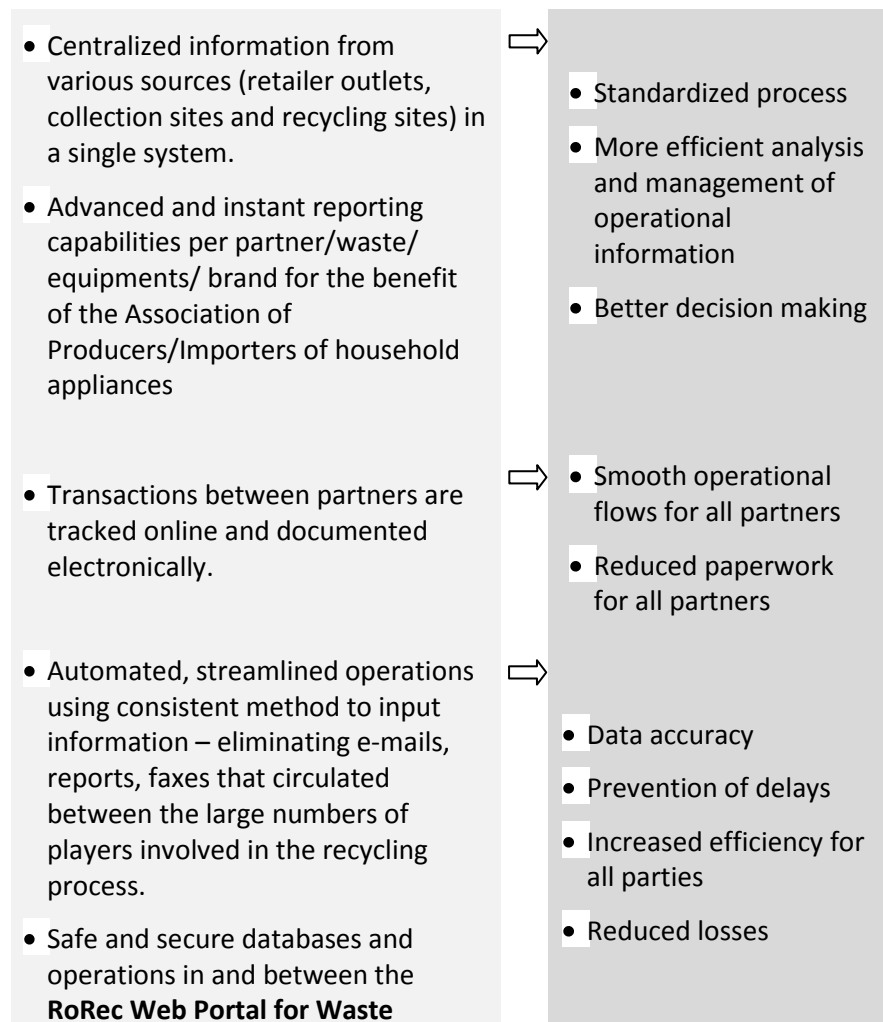 • Centralized information from
various sources (retailer outlets,
collection sites and recycling sites) in
a single system.
• Advanced and instant reporting
capabilities per partner/waste/
equipments/ brand for the benefit
of the Association of
Producers/Importers of household
appliances
⇨
• Standardized process
• More efficient analysis
and management of
operational
information
• Better decision making
• Transactions between partners are
tracked online and documented
electronically.
⇨
• Smooth operational
flows for all partners
• Reduced paperwork
for all partners
• Automated, streamlined operations
using consistent method to input
information – eliminating e-mails,
reports, faxes that circulated
between the large numbers of
players involved in the recycling
process.
• Safe and secure databases and
operations in and between the
RoRec Web Portal for Waste
⇨
• Data accuracy
• Prevention of delays
• Increased efficiency for
all parties
• Reduced losses